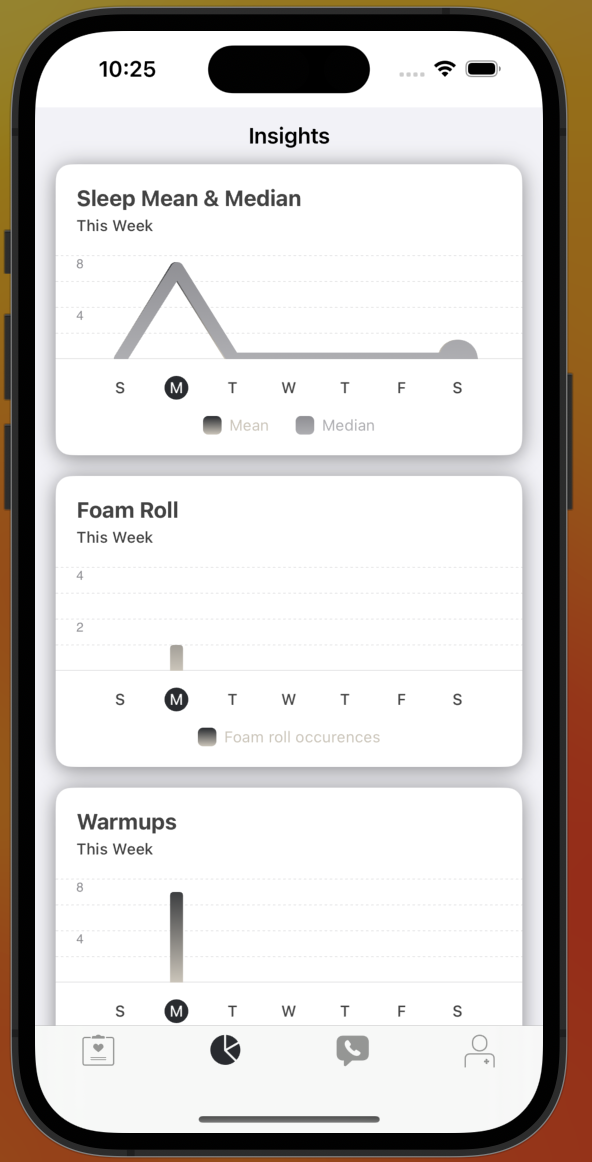 10:25
Insights
Sleep Mean & Median
This Week
8
4
S M T W T F S
Mean Median
Foam Roll
This Week
4
2
S M T W T F S
Foam roll occurences
Warmups
This Week
8
4
S M T W T F S